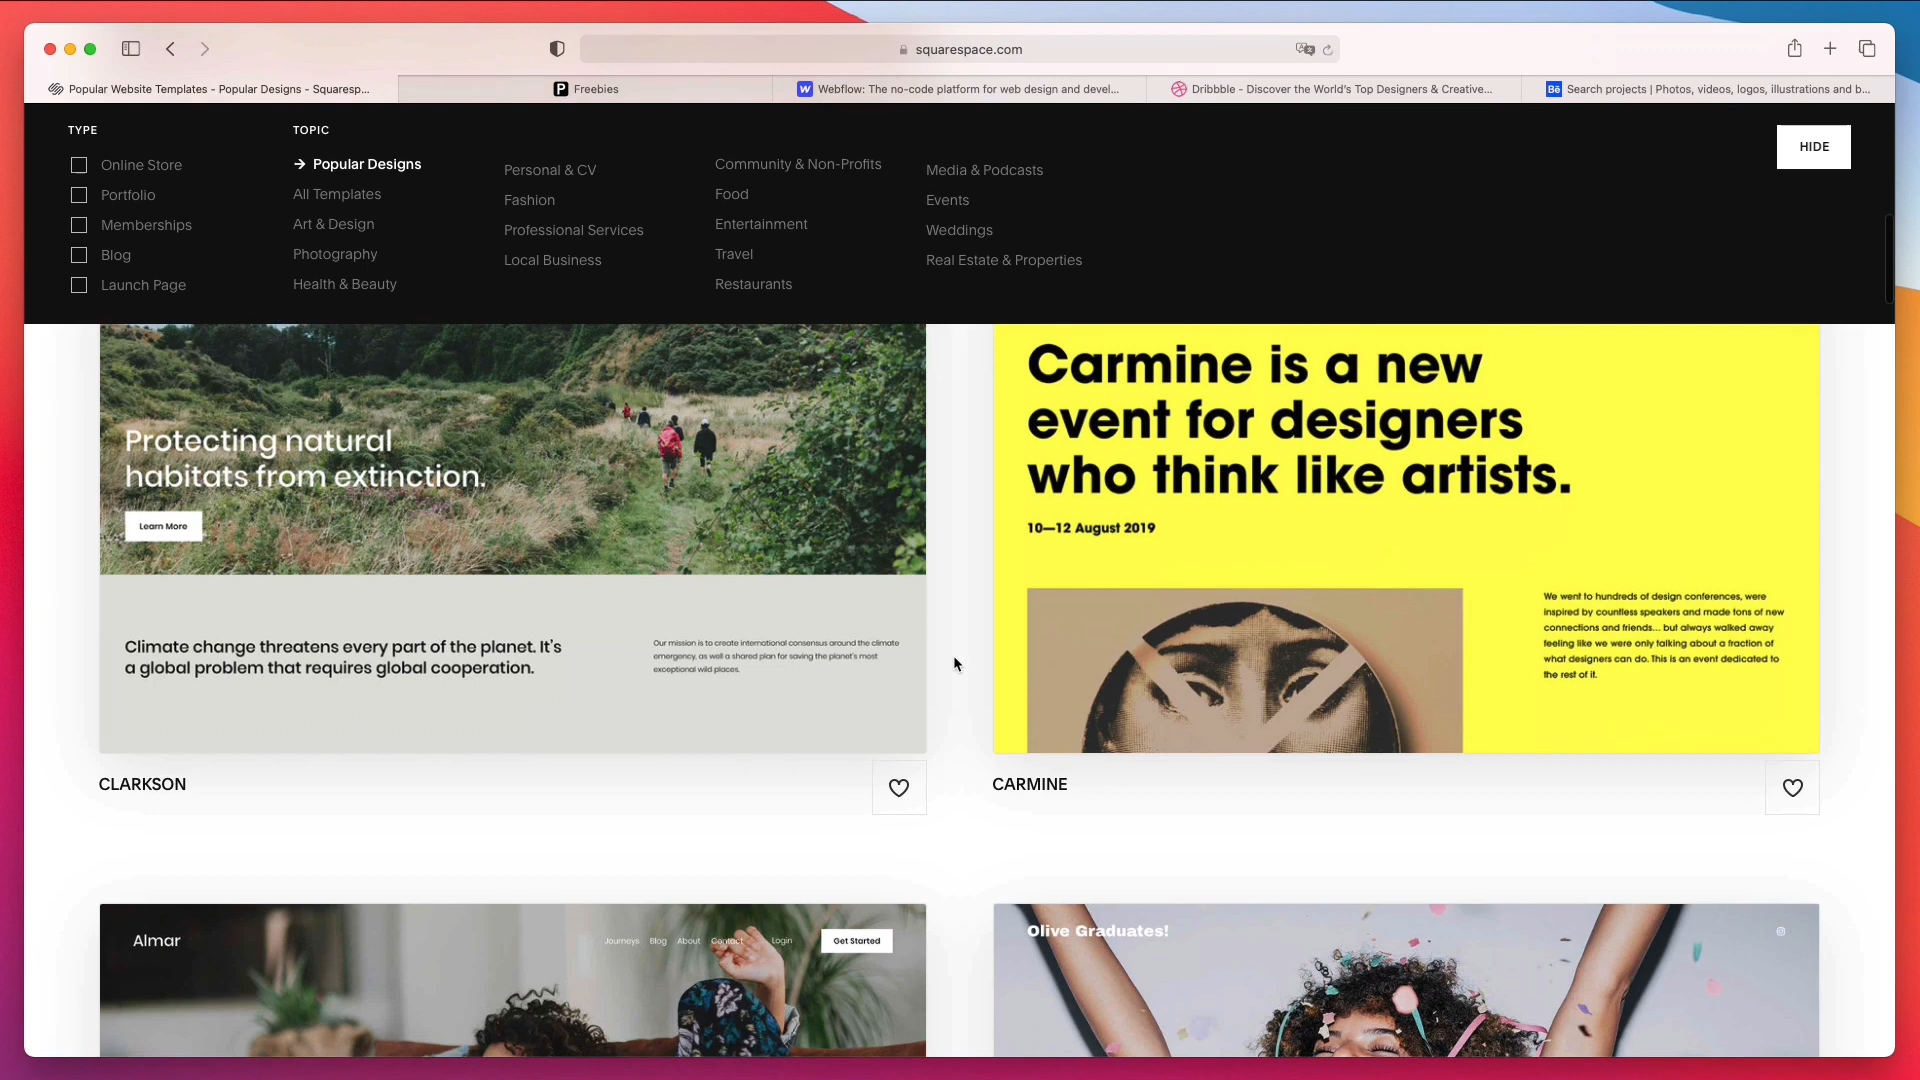 squarespace.com
Popular Website Templates - Popular Designs - Squaresp...
Freebies
Webflow: The no-code platform for web design and devel...
Dribbble - Discover the World's Top Designers & Creative...
Bē Search projects | Photos, videos, logos, illustrations and b...
TYPE
Online Store
Portfolio
Memberships
Blog
Launch Page
TOPIC
→ Popular Designs
All Templates
Art & Design
Photography
Health & Beauty
Personal & CV
Fashion
Professional Services
Local Business
Community & Non-Profits
Food
Entertainment
Travel
Restaurants
Media & Podcasts
Events
Weddings
Real Estate & Properties
HIDE
Protecting natural
habitats from extinction.
Learn More
Climate change threatens every part of the planet. It's
a global problem that requires global cooperation.
Our mission is to create international consensus around the climate
emergency, as well a shared plan for saving the planet's most
exceptional wild places.
CLARKSON
Carmine is a new
event for designers
who think like artists.
10—12 August 2019
We went to hundreds of design conferences, were
inspired by countless speakers and made tons of new
connections and friends... but always walked away
feeling like we were only talking about a fraction of
what designers can do. This is an event dedicated to
the rest of it.
CARMINE
Almar
Journeys Blog About Contact Login Get Started
Olive Graduates!